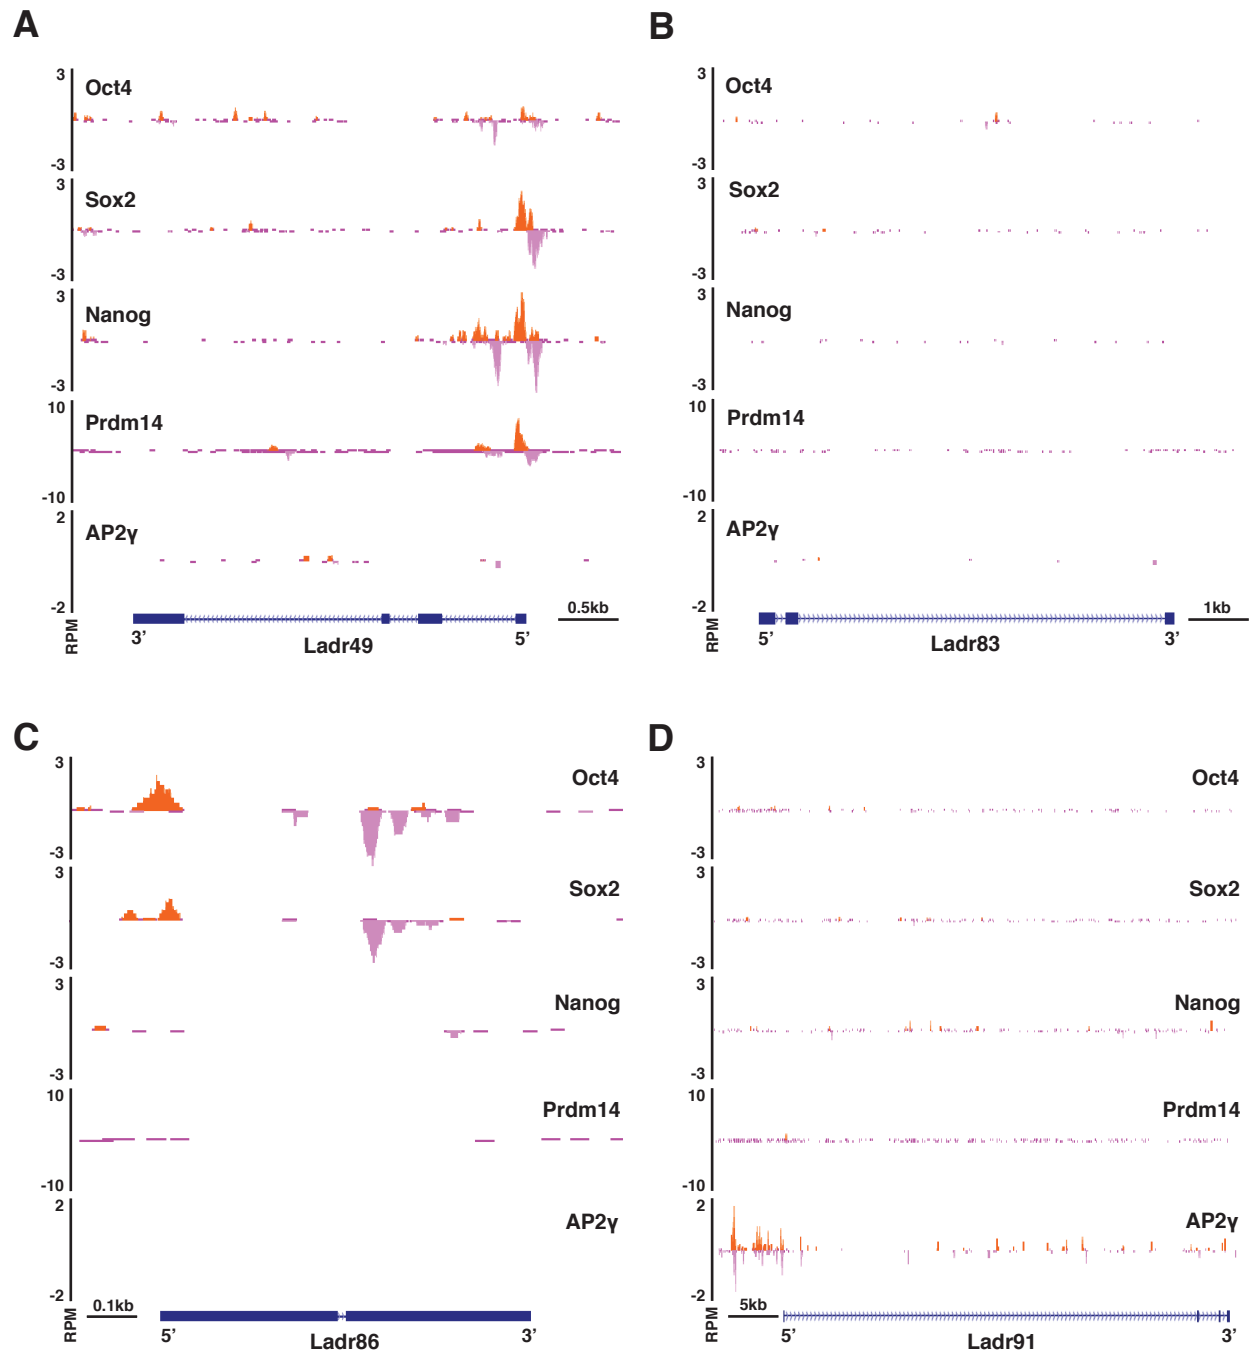 A
3
Oct4
-3
3
Sox2
-3
3
Nanog
-3
10
Prdm14
-10
2
AP2γ
-2
RPM
3’
Ladr49
5’
0.5kb
B
3
Oct4
-3
3
Sox2
-3
3
Nanog
-3
10
Prdm14
-10
2
AP2γ
-2
RPM
5’
Ladr83
3’
1kb
C
3
Oct4
-3
3
Sox2
-3
3
Nanog
-3
10
Prdm14
-10
2
AP2γ
-2
RPM
0.1kb
5’
Ladr86
3’
D
3
Oct4
-3
3
Sox2
-3
3
Nanog
-3
10
Prdm14
-10
2
AP2γ
-2
RPM
5kb
5’
Ladr91
3’